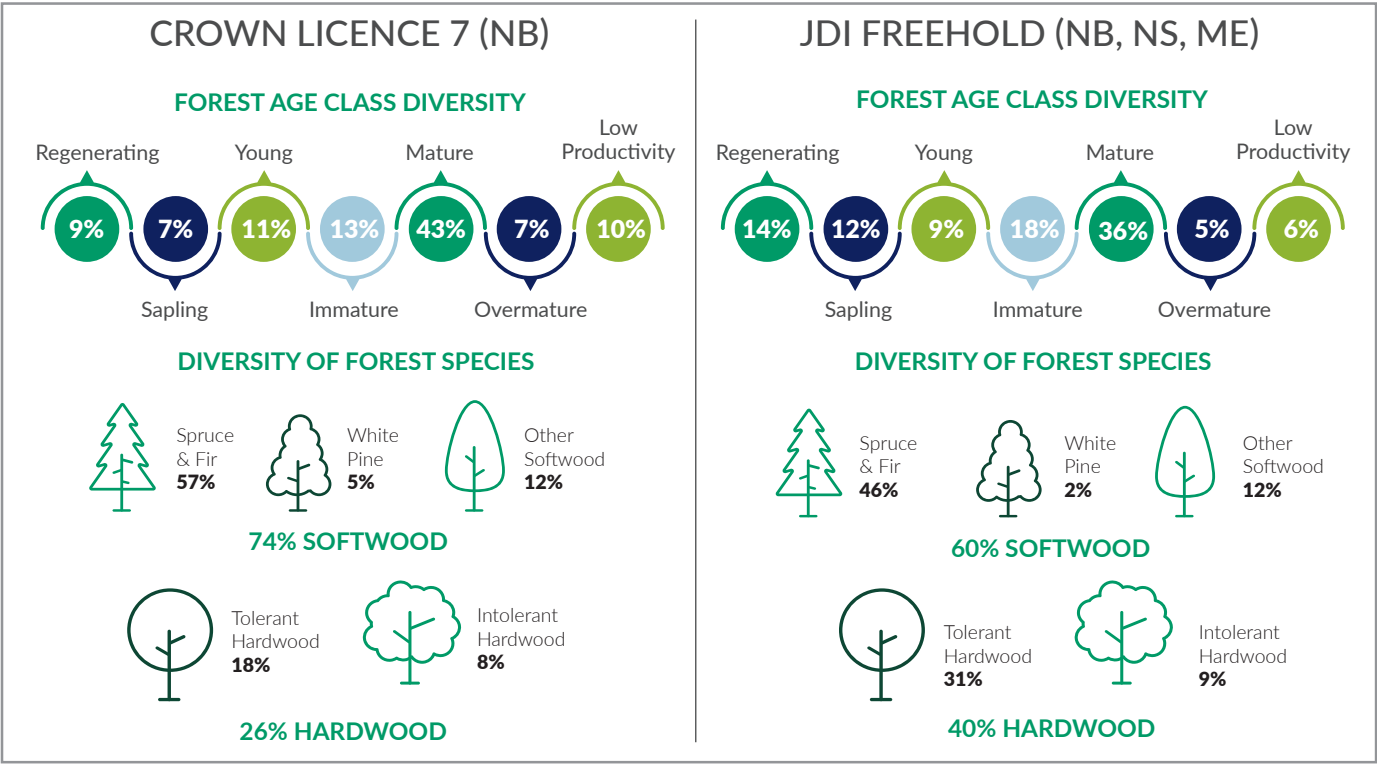 CROWN LICENCE 7 (NB)
FOREST AGE CLASS DIVERSITY
Regenerating
Young
Mature
Low
Productivity
9%
7%
11%
13%
43%
7%
10%
Sapling
Immature
Overmature
DIVERSITY OF FOREST SPECIES
Spruce
& Fir
57%
White
Pine
5%
Other
Softwood
12%
74% SOFTWOOD
Tolerant
Hardwood
18%
Intolerant
Hardwood
8%
26% HARDWOOD
JDI FREEHOLD (NB, NS, ME)
FOREST AGE CLASS DIVERSITY
Regenerating
Young
Mature
Low
Productivity
14%
12%
9%
18%
36%
5%
6%
Sapling
Immature
Overmature
DIVERSITY OF FOREST SPECIES
Spruce
& Fir
46%
White
Pine
2%
Other
Softwood
12%
60% SOFTWOOD
Tolerant
Hardwood
31%
Intolerant
Hardwood
9%
40% HARDWOOD